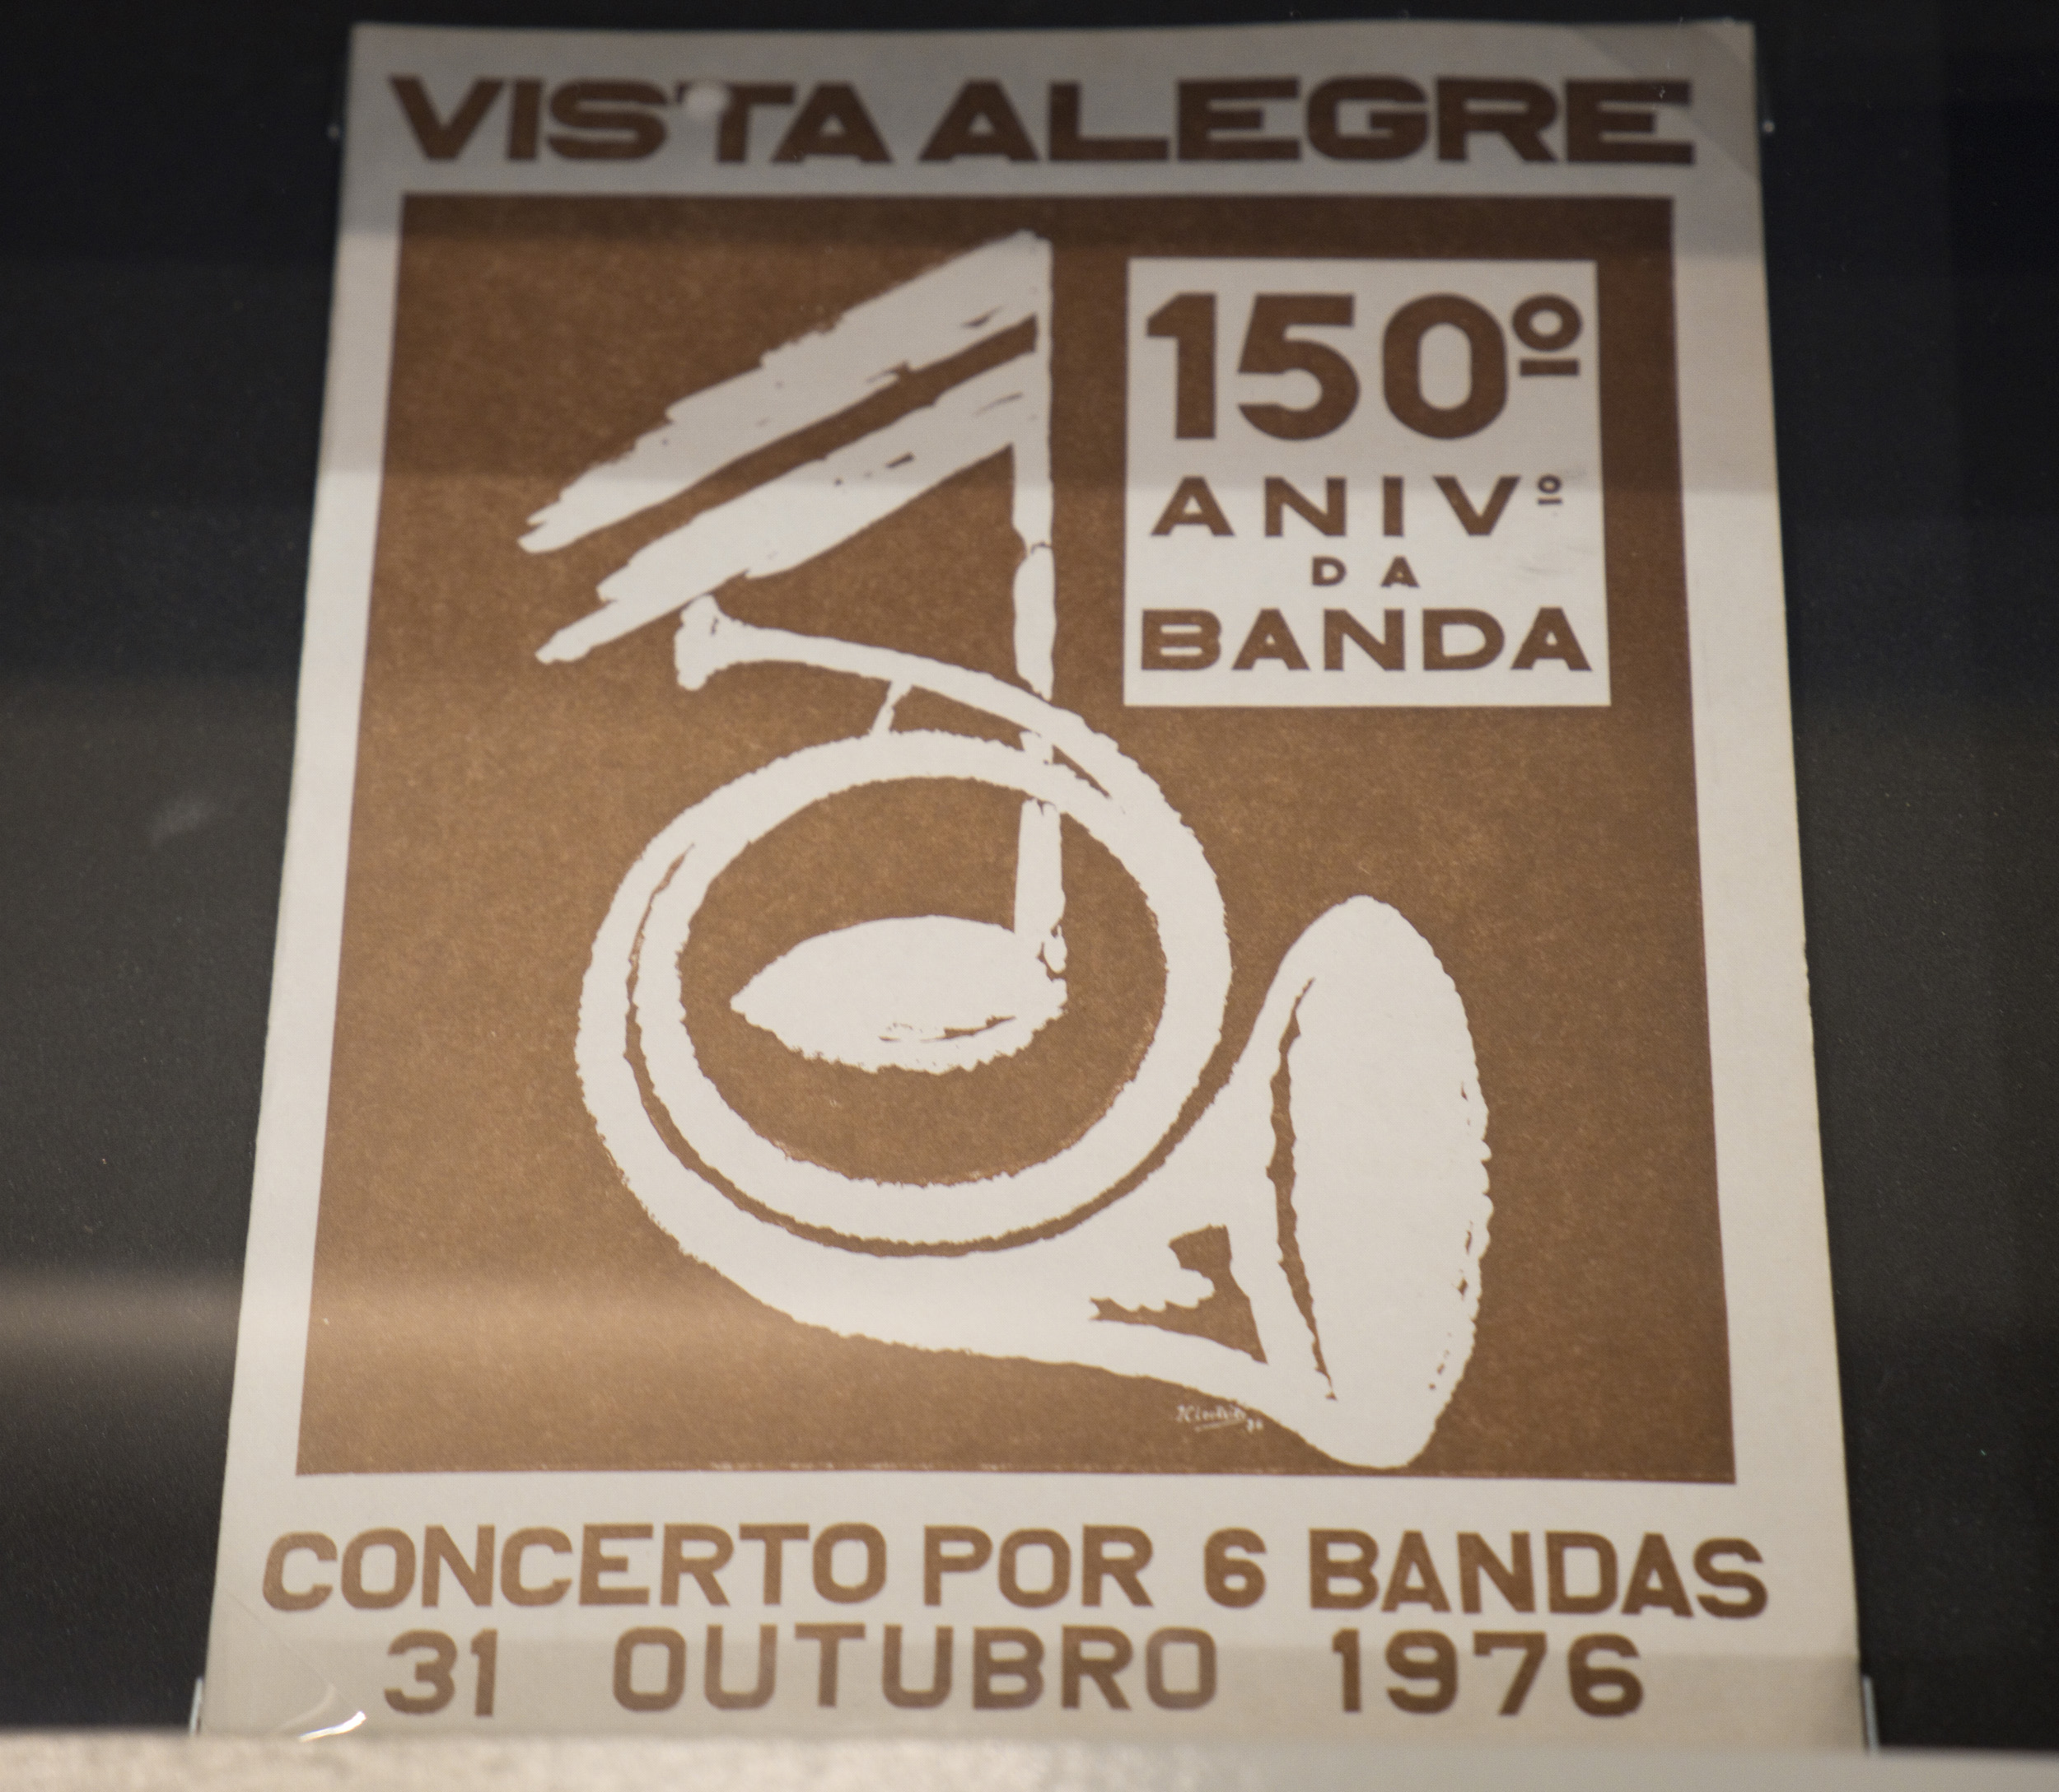 VISTA ALEGRE
150º
ANIVº
DA
BANDA
CONCERTO POR 6 BANDAS
31 OUTUBRO 1976